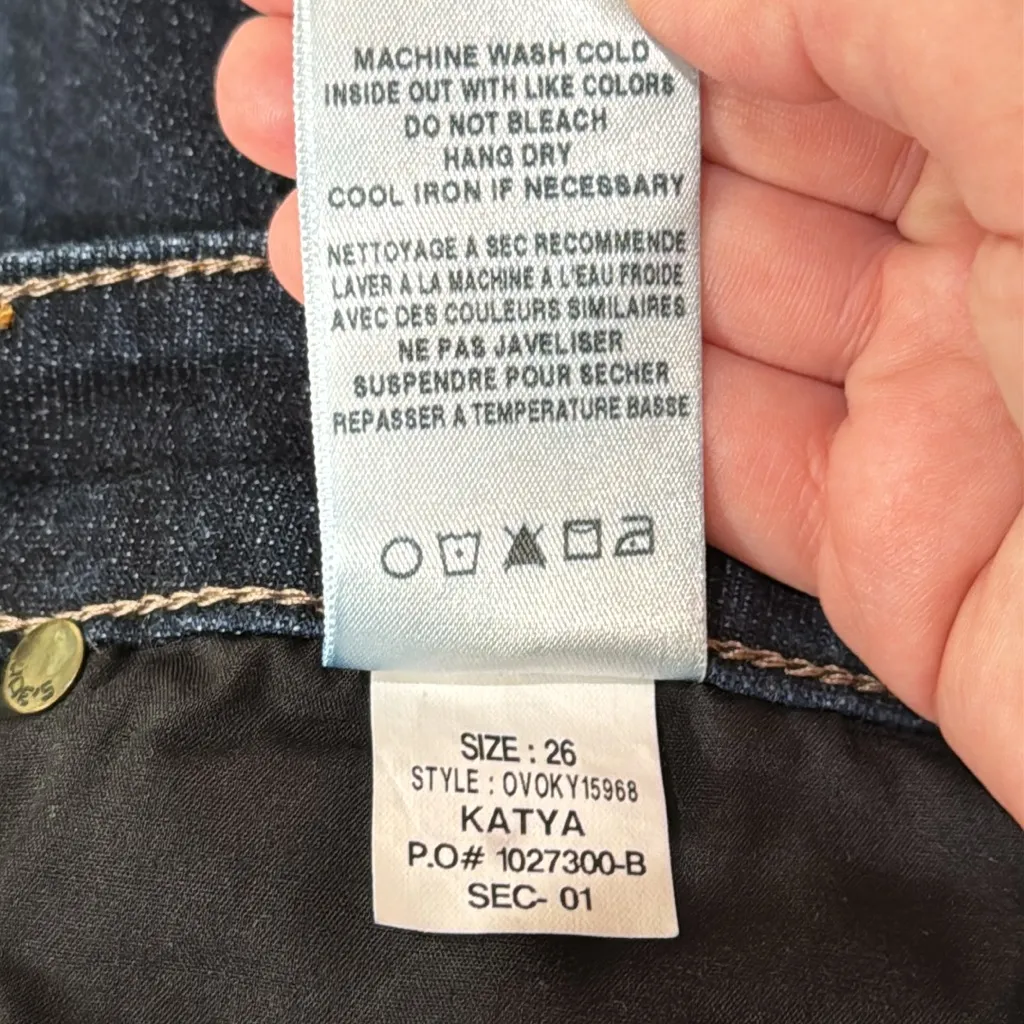 MACHINE WASH COLD
INSIDE OUT WITH LIKE COLORS
DO NOT BLEACH
HANG DRY
COOL IRON IF NECESSARY
NETTOYAGE A SEC RECOMMENDE
LAVER A LA MACHINE A L'EAU FROIDE
AVEC DES COULEURS SIMILAIRES
NE PAS JAVELISER
SUSPENDRE POUR SECHER
REPASSER A TEMPERATURE BASSE
SIZE : 26
STYLE : OVOKY15968
KATYA
P.O# 1027300-B
SEC- 01